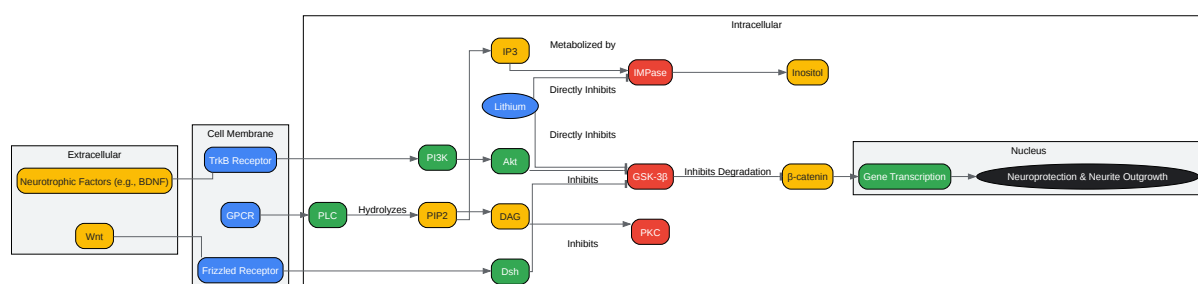 Intracellular
IP3
Metabolized by
IMPase
Inositol
Directly Inhibits
Lithium
Cell Membrane
Directly Inhibits
Extracellular
TrkB Receptor
PI3K
Akt
Nucleus
Neurotrophic Factors (e.g., BDNF)
Inhibits
GSK-3β
Inhibits Degradation
β-catenin
Gene Transcription
Neuroprotection & Neurite Outgrowth
GPCR
PLC
Hydrolyzes
PIP2
DAG
PKC
Wnt
Inhibits
Frizzled Receptor
Dsh